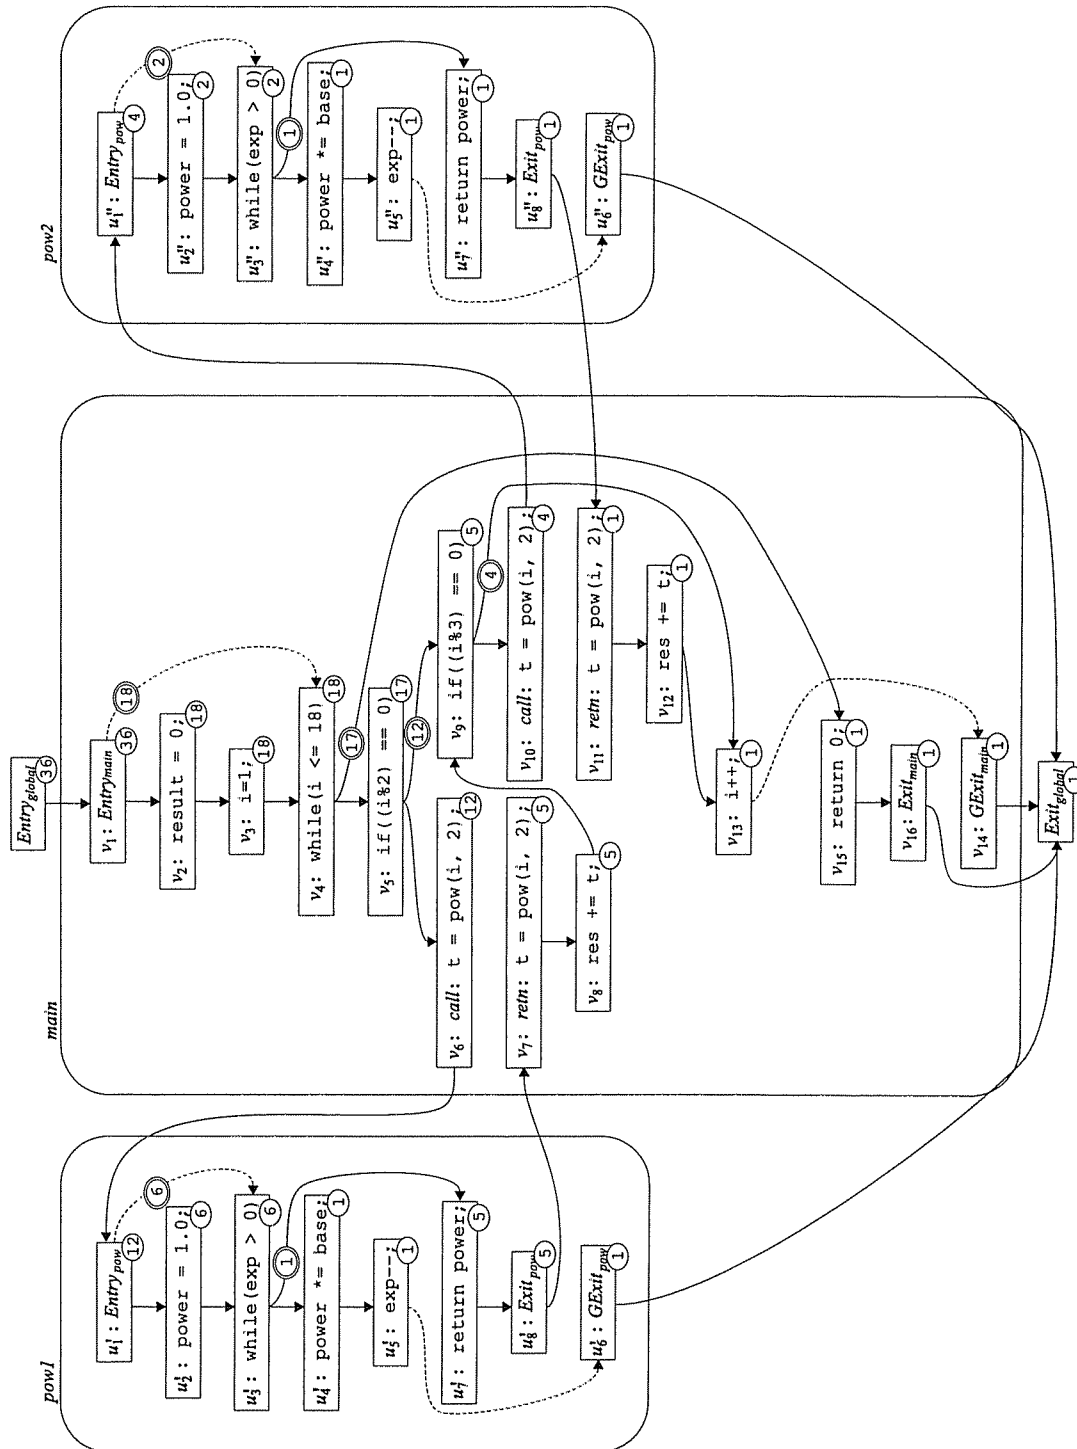 pow1
u'1: Entrypow
12
6
u'2: power = 1.0;
6
u'3: while(exp > 0)
6
1
u'4: power *= base;
1
u'5: exp--;
1
u'7: return power;
5
u'8: Exitpow
5
u'6: GExitpow
1
main
Entryglobal
36
v1: Entrymain
36
18
v2: result = 0;
18
v3: i=1;
18
v4: while(i <= 18)
18
17
v5: if((i%2) == 0)
17
12
v6: call: t = pow(i, 2);
12
v7: retn: t = pow(i, 2);
5
v8: res += t;
5
v9: if((i%3) == 0)
5
4
v10: call: t = pow(i, 2);
4
v11: retn: t = pow(i, 2);
1
v12: res += t;
1
v13: i++;
1
v15: return 0;
1
v16: Exitmain
1
v14: GExitmain
1
Exitglobal
1
pow2
u"1: Entrypow
4
2
u"2: power = 1.0;
2
u"3: while(exp > 0)
2
1
u"4: power *= base;
1
u"5: exp--;
1
u"7: return power;
1
u"8: Exitpow
1
u"6: GExitpow
1